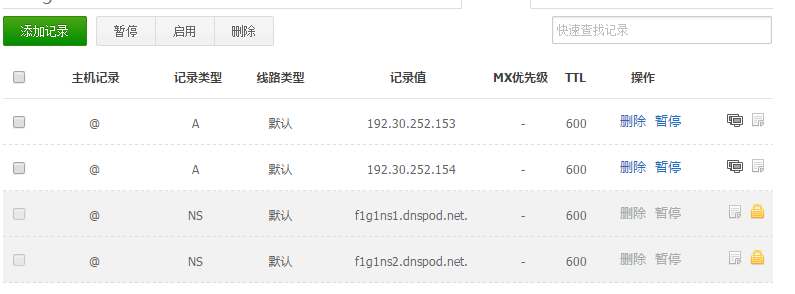 添加记录 暂停 启用 删除 快速查找记录
主机记录 记录类型 线路类型 记录值 MX优先级 TTL 操作
@ A 默认 192.30.252.153 - 600 删除 暂停
@ A 默认 192.30.252.154 - 600 删除 暂停
@ NS 默认 f1g1ns1.dnspod.net. - 600 删除 暂停
@ NS 默认 f1g1ns2.dnspod.net. - 600 删除 暂停